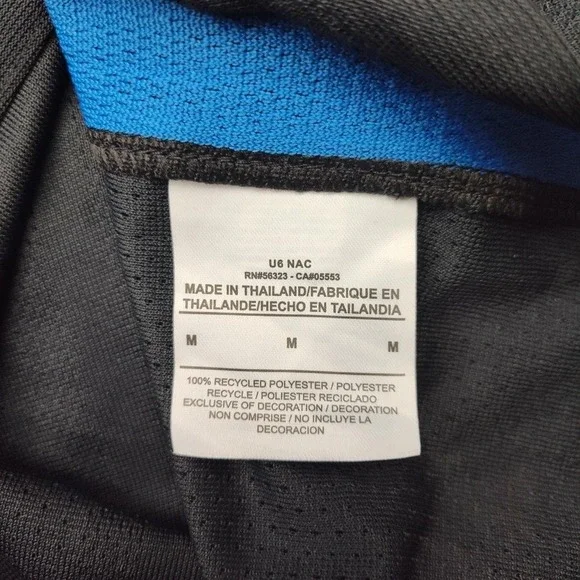 U6 NAC
RN#56323 - CA#05553
MADE IN THAILAND/FABRIQUE EN
THAILANDE/HECHO EN TAILANDIA
M M M
100% RECYCLED POLYESTER / POLYESTER
RECYCLE / POLIESTER RECICLADO
EXCLUSIVE OF DECORATION / DECORATION
NON COMPRISE / NO INCLUYE LA
DECORACION